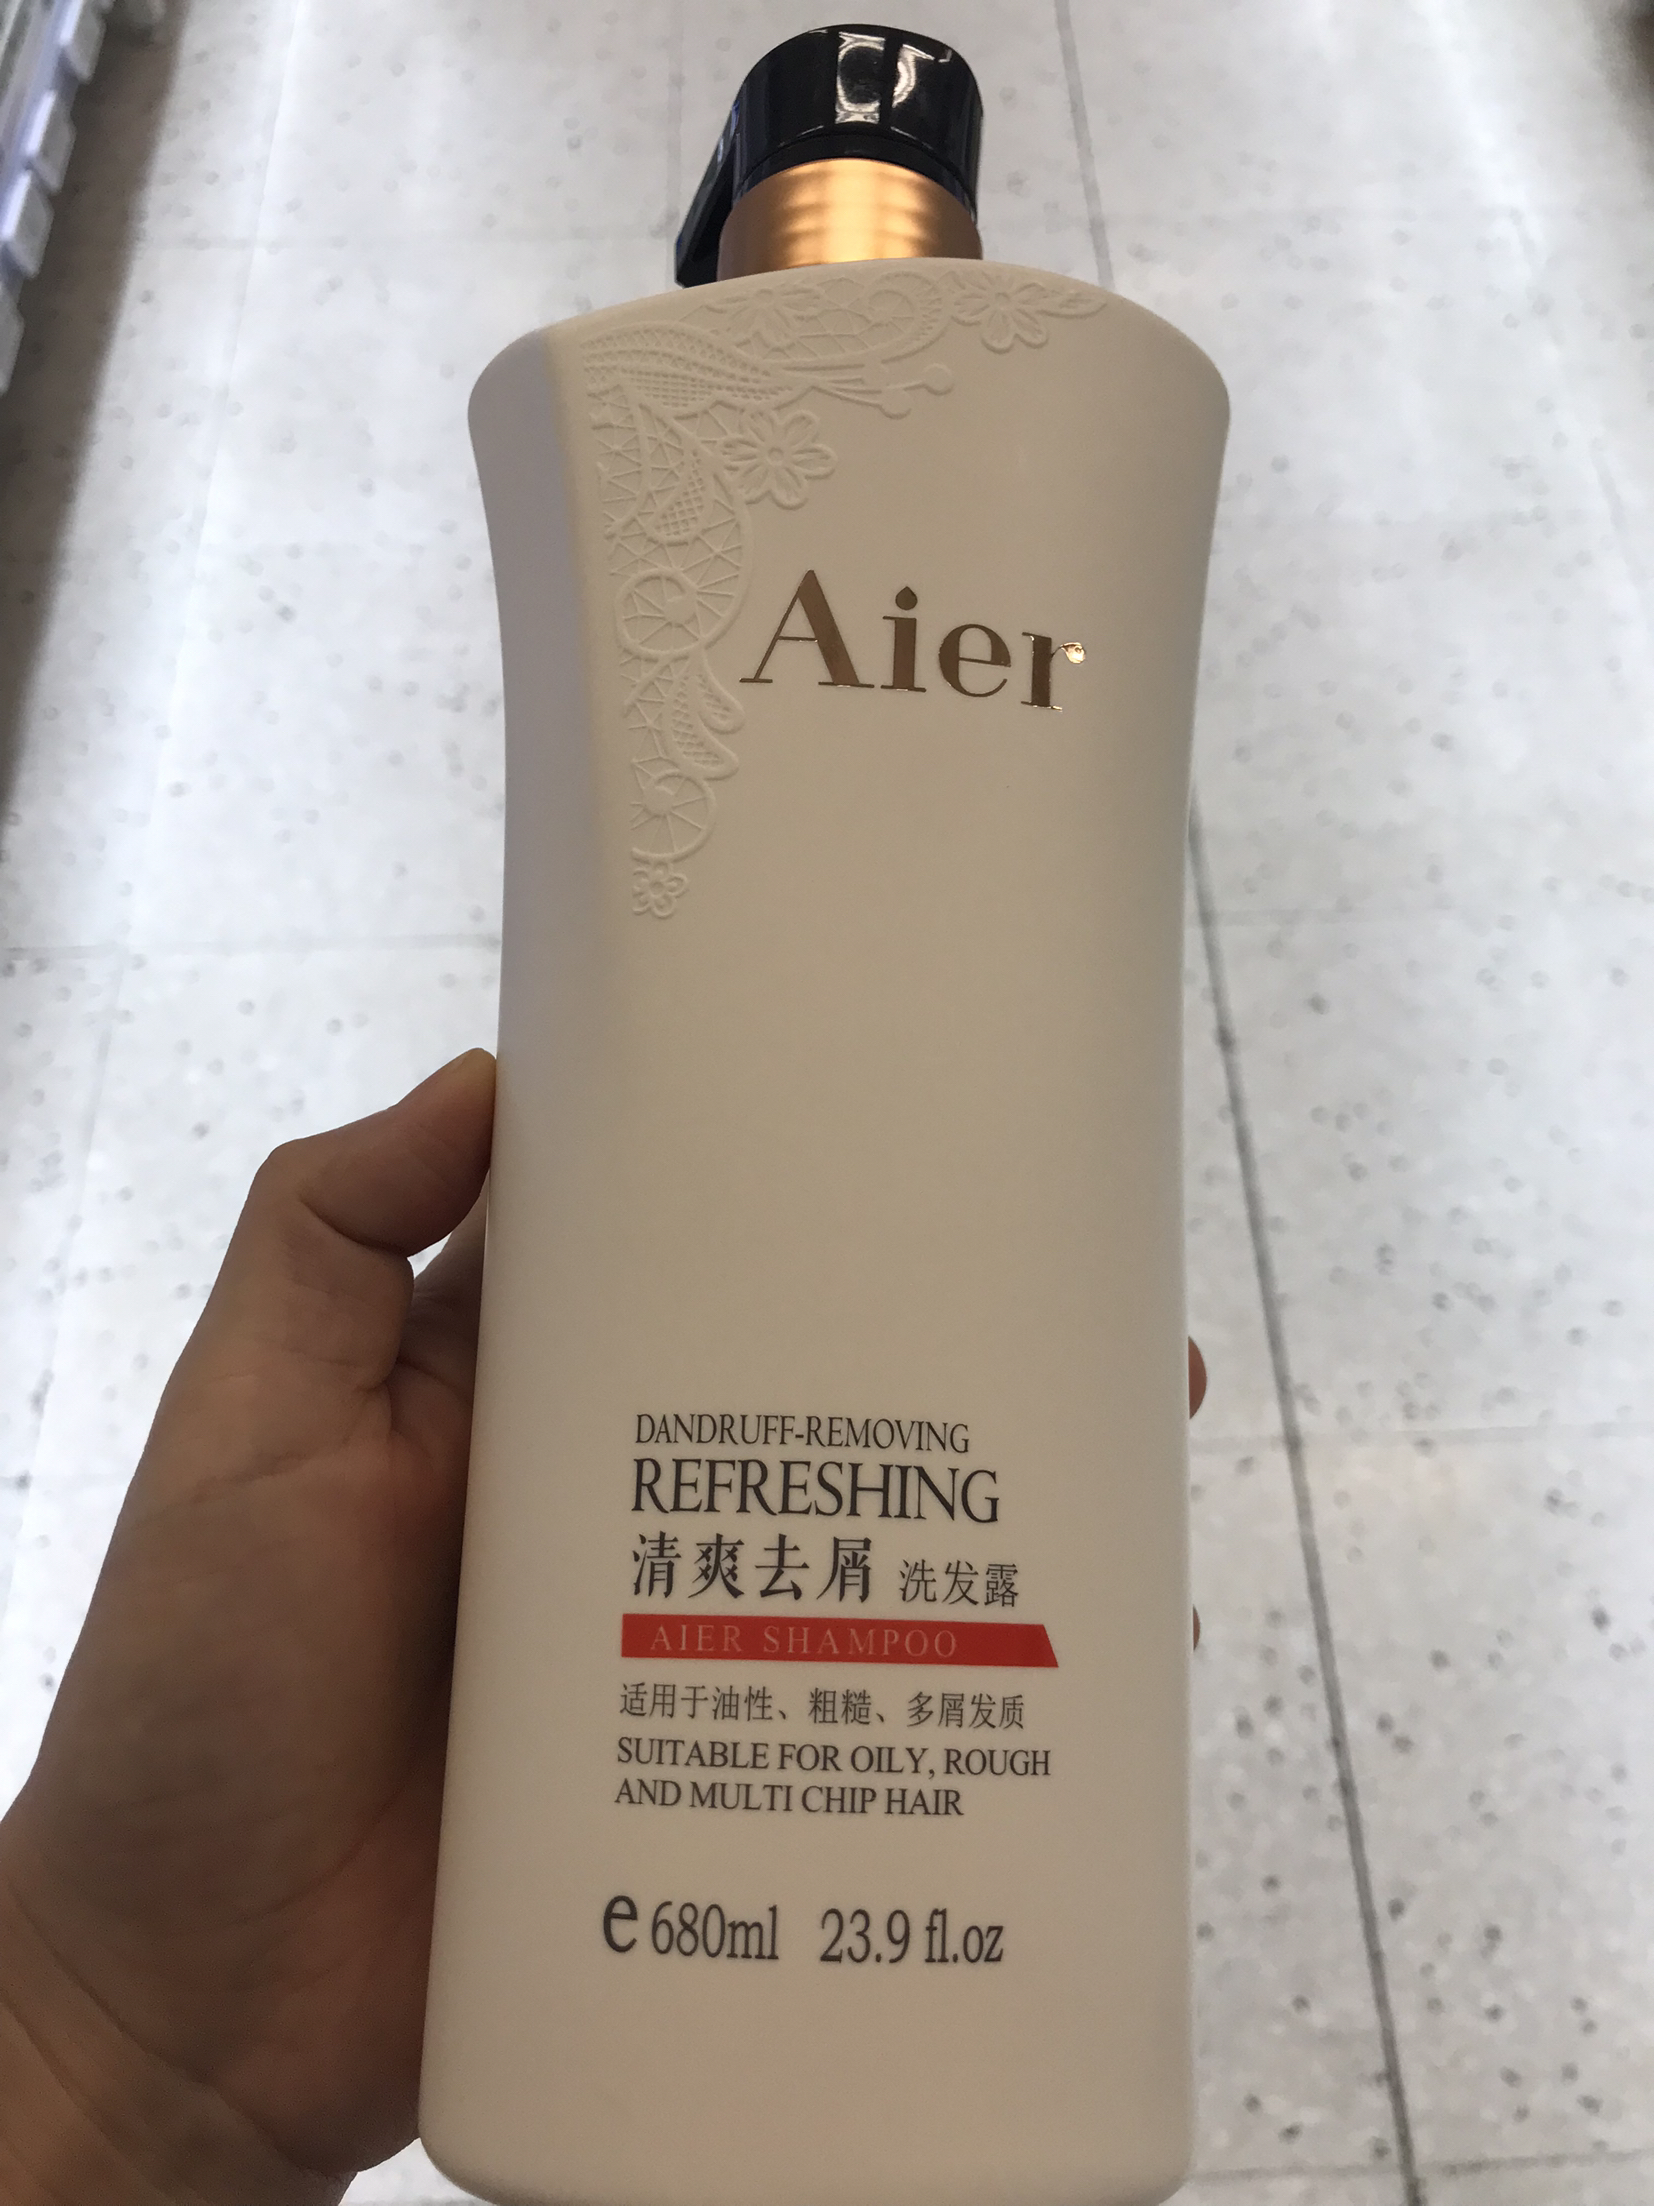 Aier
DANDRUFF-REMOVING
REFRESHING
清爽去屑 洗发露
AIER SHAMPOO
适用于油性、粗糙、多屑发质
SUITABLE FOR OILY, ROUGH
AND MULTI CHIP HAIR
e 680ml 23.9 fl.oz